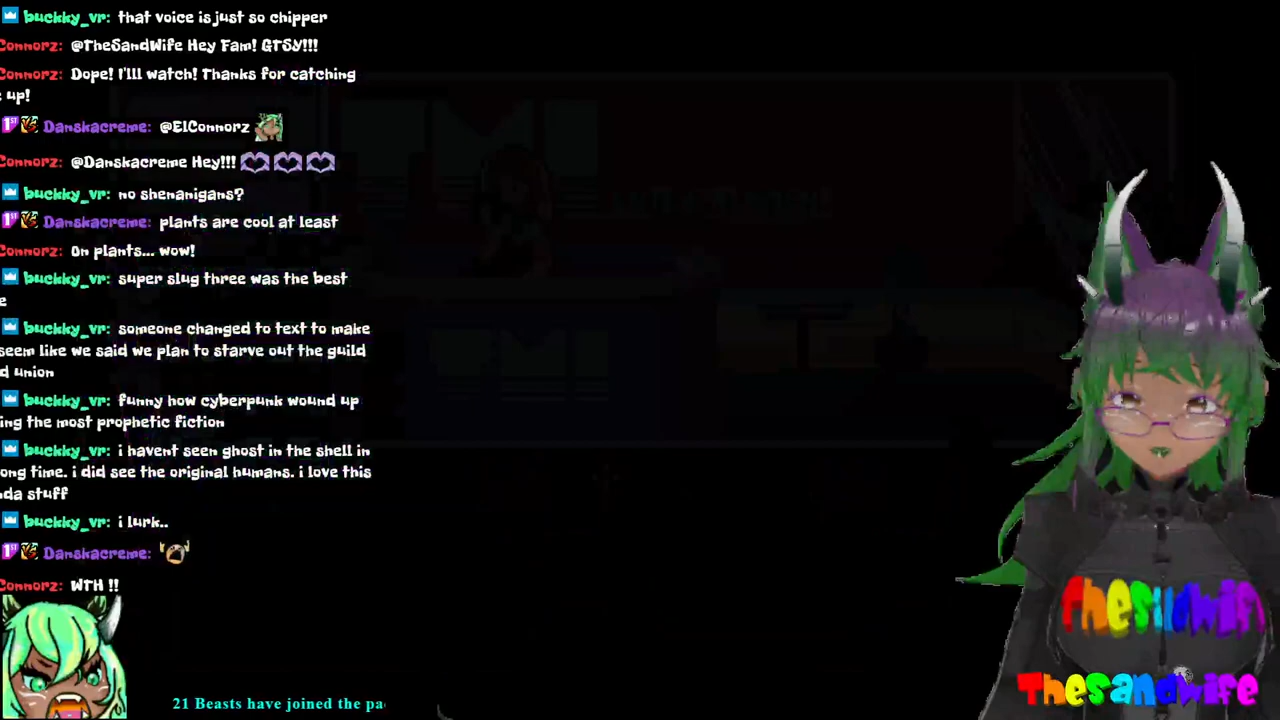 buckky_vr: that voice is just so chipper
Connorz: @TheSandWife Hey Fam! GTSY!!!
Connorz: Dope! I'lll watch! Thanks for catching
up!
Danskacreme: @ElConnorz
Connorz: @Danskacreme Hey!!!
buckky_vr: no shenanigans?
Danskacreme: plants are cool at least
Connorz: On plants... wow!
buckky_vr: super slug three was the best
e
buckky_vr: someone changed to text to make
seem like we said we plan to starve out the guild
d union
buckky_vr: funny how cyberpunk wound up
ing the most prophetic fiction
buckky_vr: i havent seen ghost in the shell in
ong time. i did see the original humans. i love this
nda stuff
buckky_vr: i lurk..
Danskacreme:
Connorz: WTH !!
21 Beasts have joined the pa
Thesandwife